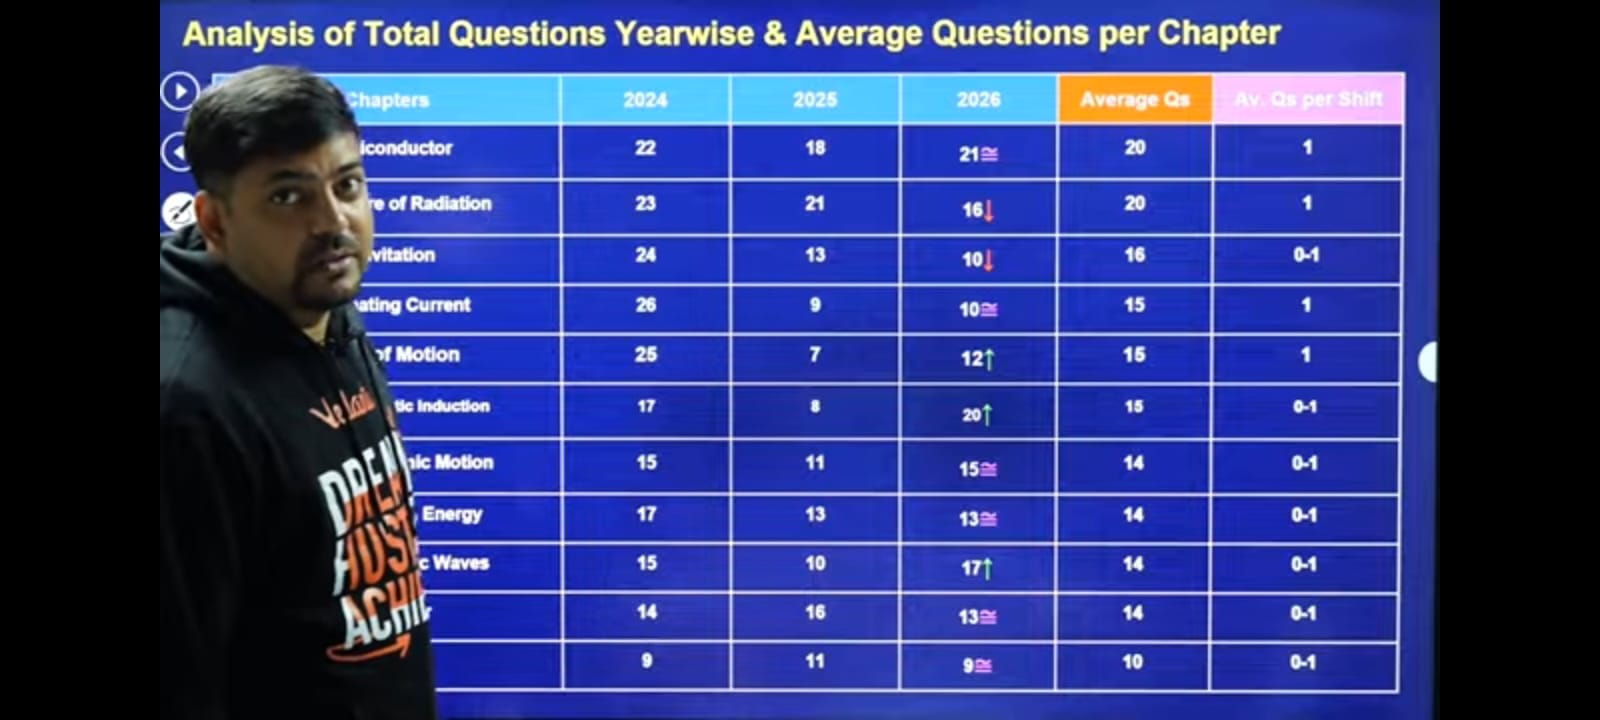 Analysis of Total Questions Yearwise & Average Questions per Chapter
Chapters 2024 2025 2026 Average Qs Av. Qs per Shift
iconductor 22 18 21≅ 20 1
re of Radiation 23 21 16↓ 20 1
vitation 24 13 10↓ 16 0-1
ating Current 26 9 10≅ 15 1
of Motion 25 7 12↑ 15 1
tic Induction 17 8 20↑ 15 0-1
nic Motion 15 11 15≅ 14 0-1
Energy 17 13 13≅ 14 0-1
c Waves 15 10 17↑ 14 0-1
r 14 16 13≅ 14 0-1
9 11 9≅ 10 0-1